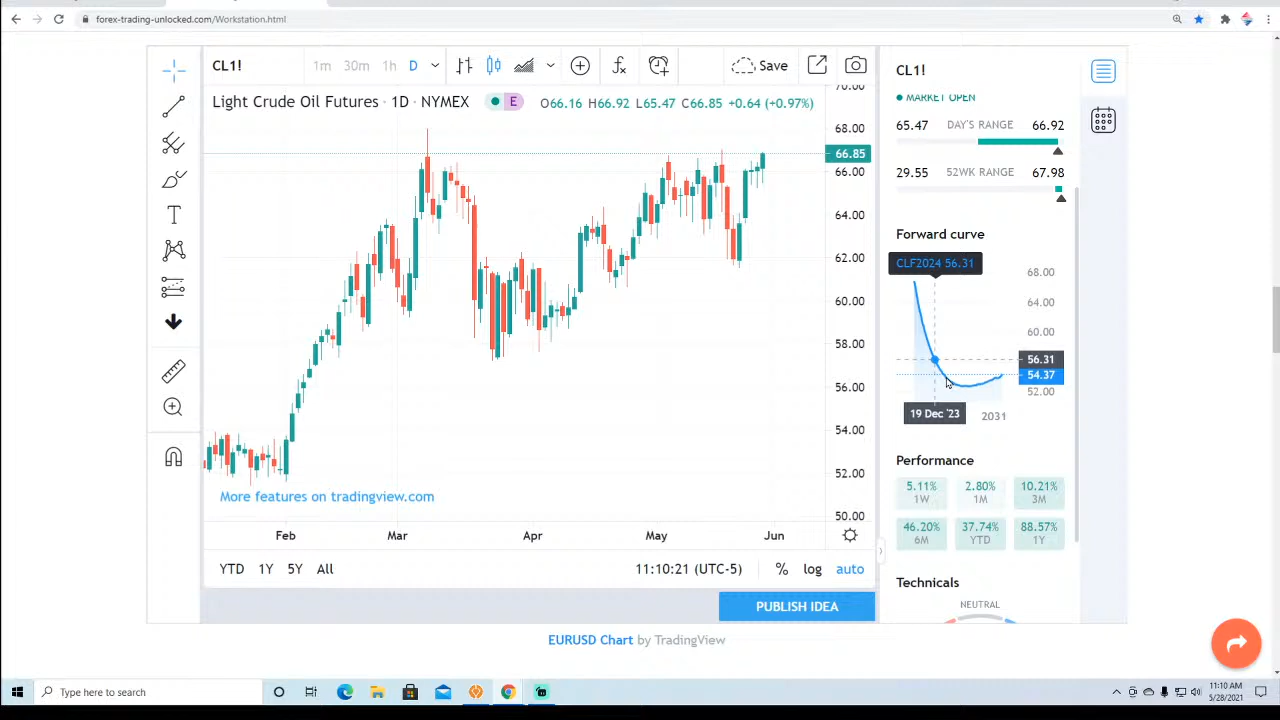 forex-trading-unlocked.com/Workstation.html
CL1!
1m 30m 1h D
Save
Light Crude Oil Futures · 1D · NYMEX
E
O66.16 H66.92 L65.47 C66.85 +0.64 (+0.97%)
70.00
68.00
66.85
66.00
64.00
62.00
60.00
58.00
56.00
54.00
52.00
50.00
More features on tradingview.com
Feb Mar Apr May Jun
YTD 1Y 5Y All
11:10:21 (UTC-5)
% log auto
PUBLISH IDEA
EURUSD Chart by TradingView
CL1!
MARKET OPEN
65.47 DAY'S RANGE 66.92
29.55 52WK RANGE 67.98
Forward curve
CLF2024 56.31
68.00
64.00
60.00
56.31
54.37
52.00
19 Dec '23
2031
Performance
5.11% 2.80% 10.21%
1W 1M 3M
46.20% 37.74% 88.57%
6M YTD 1Y
Technicals
NEUTRAL
T
Type here to search
11:10 AM
5/28/2021